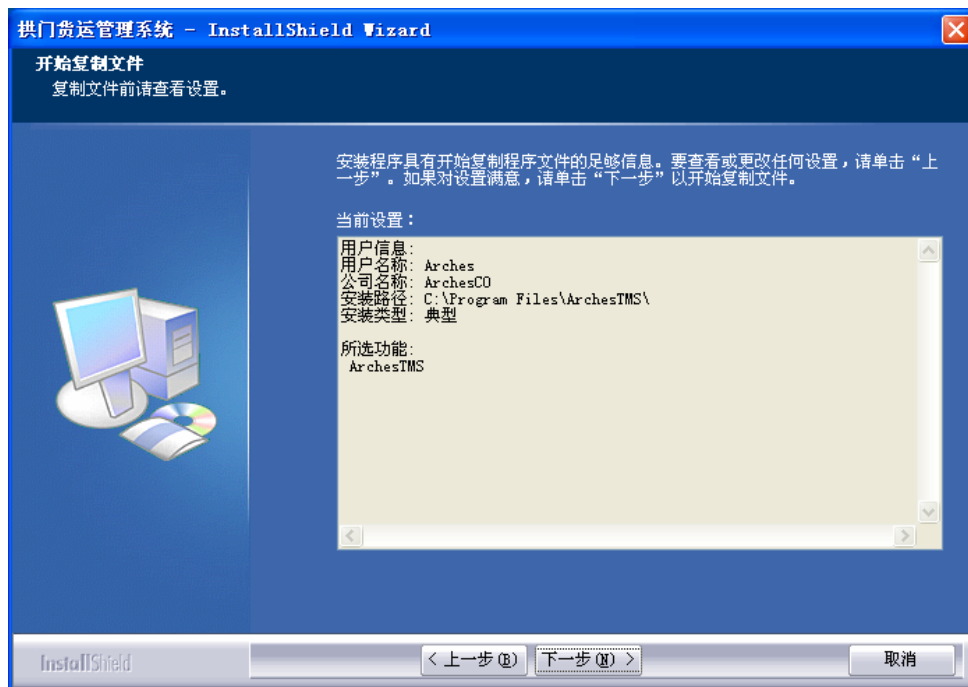 拱门货运管理系统 - InstallShield Wizard
开始复制文件
复制文件前请查看设置。
安装程序具有开始复制程序文件的足够信息。要查看或更改任何设置，请单击“上
一步”。如果对设置满意，请单击“下一步”以开始复制文件。
当前设置：
用户信息:
用户名称: Arches
公司名称: ArchesCO
安装路径: C:\Program Files\ArchesTMS\
安装类型: 典型
所选功能:
ArchesTMS
InstallShield
< 上一步(B)
下一步(N) >
取消